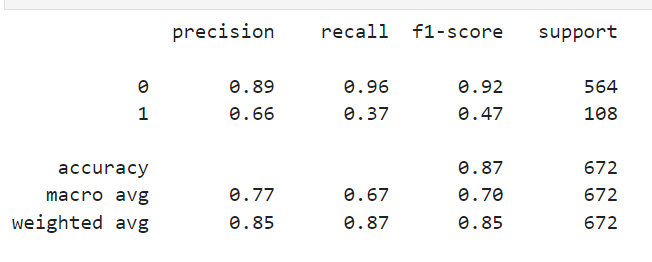 precision recall f1-score support
0 0.89 0.96 0.92 564
1 0.66 0.37 0.47 108
accuracy 0.87 672
macro avg 0.77 0.67 0.70 672
weighted avg 0.85 0.87 0.85 672